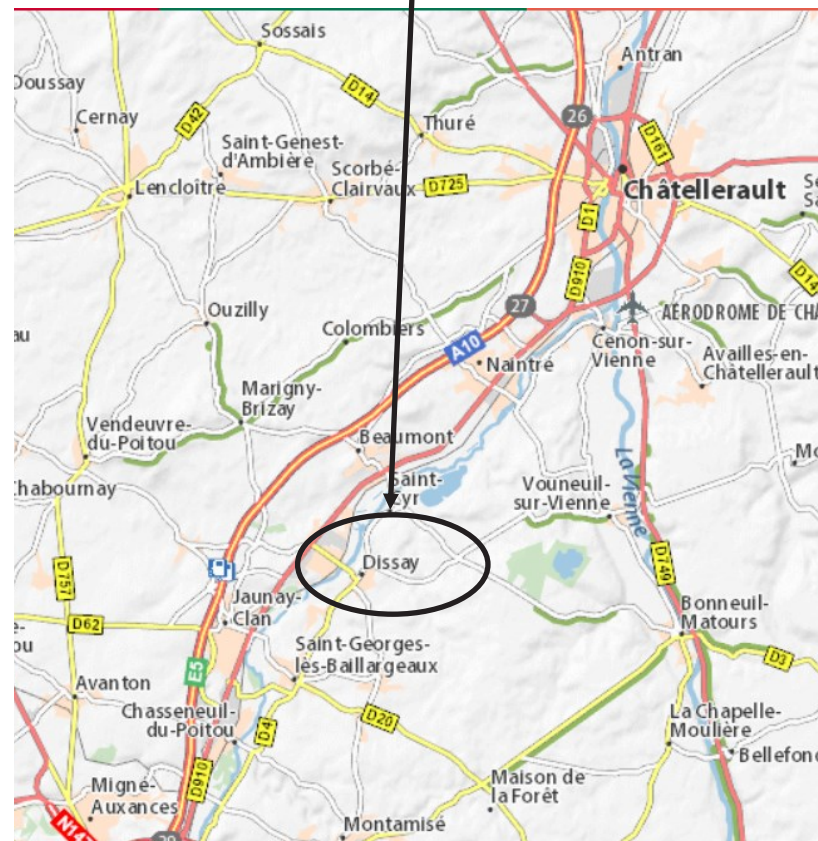 Sossais
Antran
Doussay
D14
26
Cernay
D42
Thuré
D161
Saint-Genest-
d'Ambière
Scorbé-
Clairvaux
Lencloître
D725
Châtellerault
D1
D14
D910
27
Ouzilly
AÉRODROME DE CHÂ
Colombiers
A10
Cenon-sur-
Vienne
Naintré
Availles-en-
Châtellerault
Marigny-
Brizay
Vendeuvre-
du-Poitou
Beaumont
La Vienne
Saint-
Cyr
Vouneuil-
sur-Vienne
Chabournay
D757
Dissay
D749
Jaunay-
Clan
Bonneuil-
Matours
D62
Saint-Georges-
lès-Baillargeaux
E5
D3
Avanton
Chasseneuil-
du-Poitou
D20
D4
La Chapelle-
Moulière
Bellefon
D910
Maison de
la Forêt
Migné-
Auxances
Montamisé
N147
29